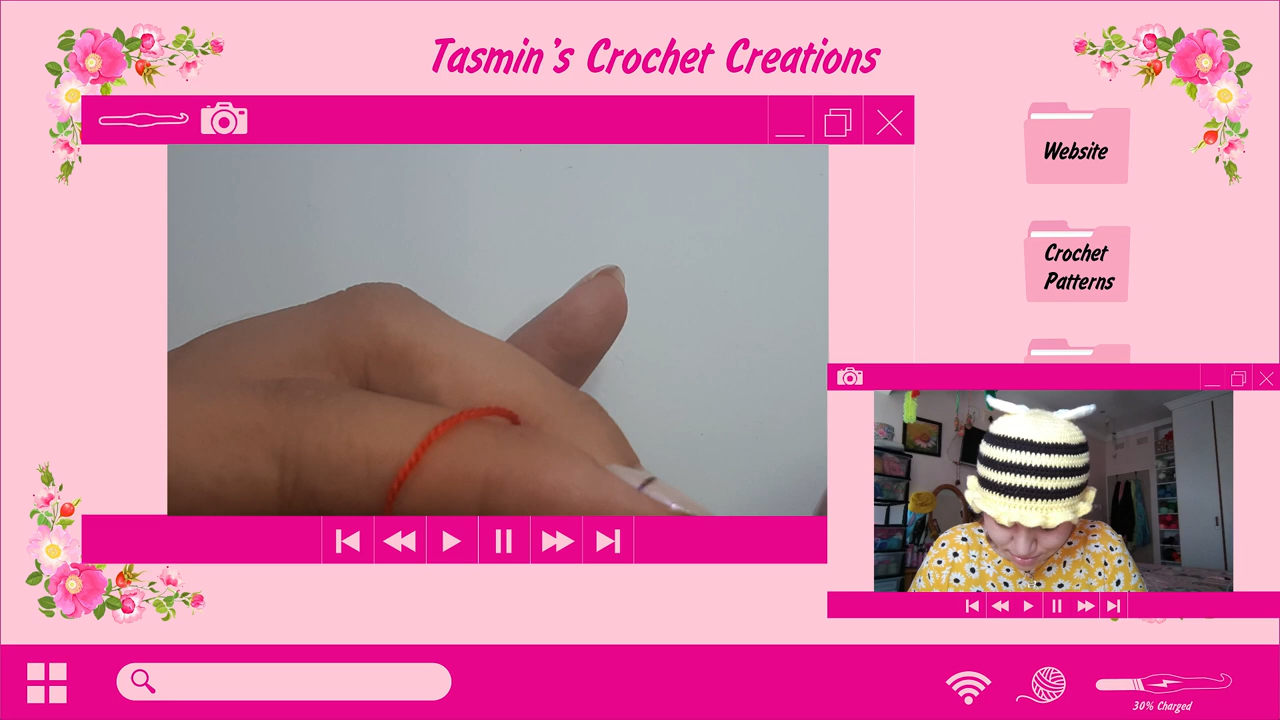 Tasmin's Crochet Creations
Website
Crochet
Patterns
30% Charged